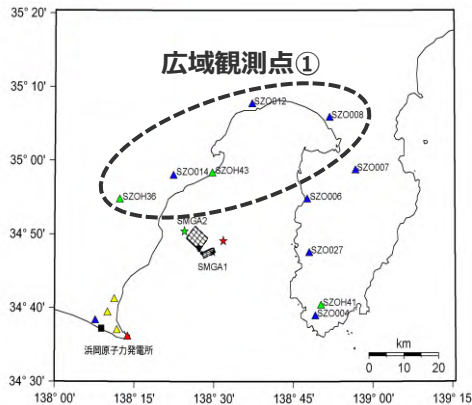 35° 20'
35° 10'
35° 00'
34° 50'
34° 40'
34° 30'
広域観測点①
SZO012
SZO008
SZO014
SZOH43
SZO007
SZOH36
SZO006
SMGA2
SMGA1
SZO027
SZOH41
SZO004
浜岡原子力発電所
km
0 10 20
138° 00' 138° 15' 138° 30' 138° 45' 139° 00' 139° 15'